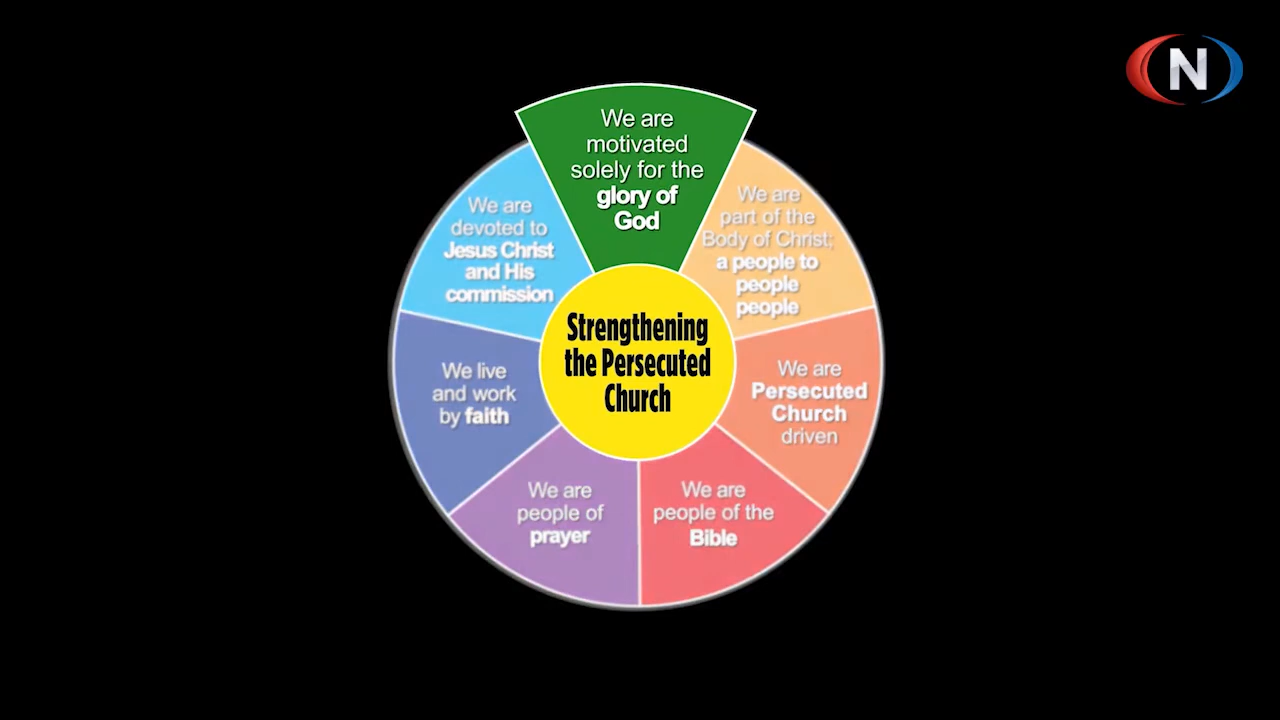 N
We are
motivated
solely for the
glory of
God
We are
part of the
Body of Christ;
a people to
people
people
We are
Persecuted
Church
driven
We are
people of the
Bible
We are
people of
prayer
We live
and work
by faith
We are
devoted to
Jesus Christ
and His
commission
Strengthening
the Persecuted
Church